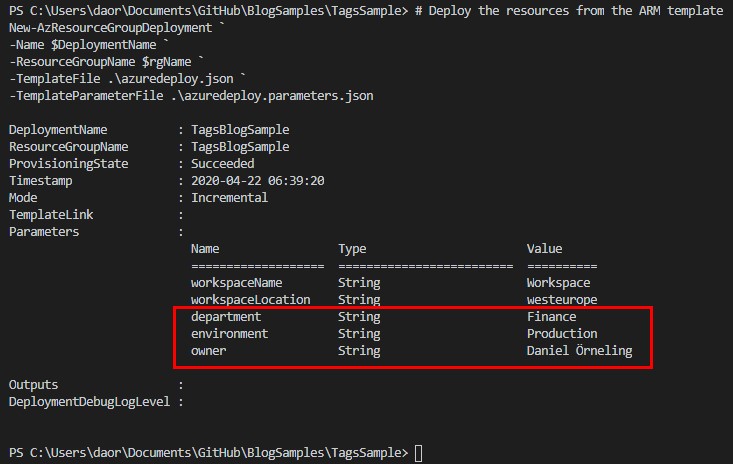 PS C:\Users\daor\Documents\GitHub\BlogSamples\TagsSample> # Deploy the resources from the ARM template
New-AzResourceGroupDeployment `
-Name $DeploymentName `
-ResourceGroupName $rgName `
-TemplateFile .\azuredeploy.json `
-TemplateParameterFile .\azuredeploy.parameters.json
DeploymentName : TagsBlogSample
ResourceGroupName : TagsBlogSample
ProvisioningState : Succeeded
Timestamp : 2020-04-22 06:39:20
Mode : Incremental
TemplateLink :
Parameters :
Name Type Value
=================== ========================= ==========
workspaceName String Workspace
workspaceLocation String westeurope
department String Finance
environment String Production
owner String Daniel Örneling
Outputs :
DeploymentDebugLogLevel :
PS C:\Users\daor\Documents\GitHub\BlogSamples\TagsSample>